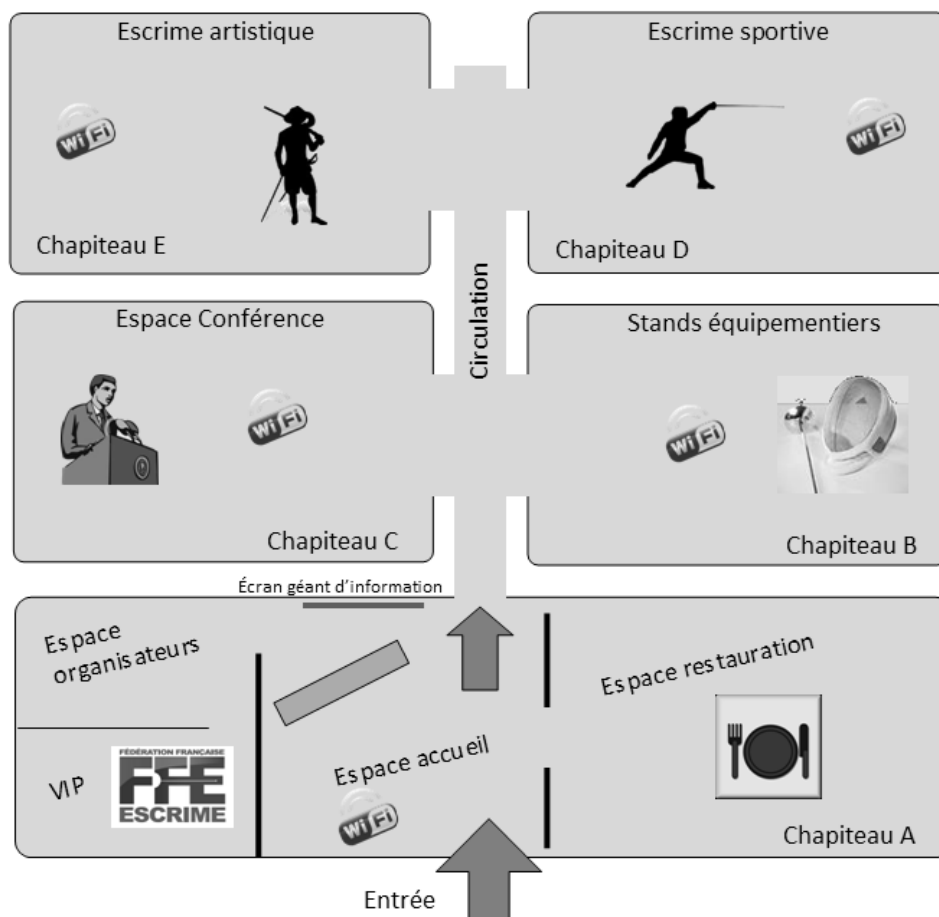 Escrime artistique
Escrime sportive
WiFi
WiFi
Chapiteau E
Chapiteau D
Circulation
Espace Conférence
Stands équipementiers
WiFi
WiFi
Chapiteau C
Chapiteau B
Écran géant d'information
Espace
organisateurs
Espace restauration
VIP
FÉDÉRATION FRANÇAISE
FFE
ESCRIME
Espace accueil
WiFi
Chapiteau A
Entrée